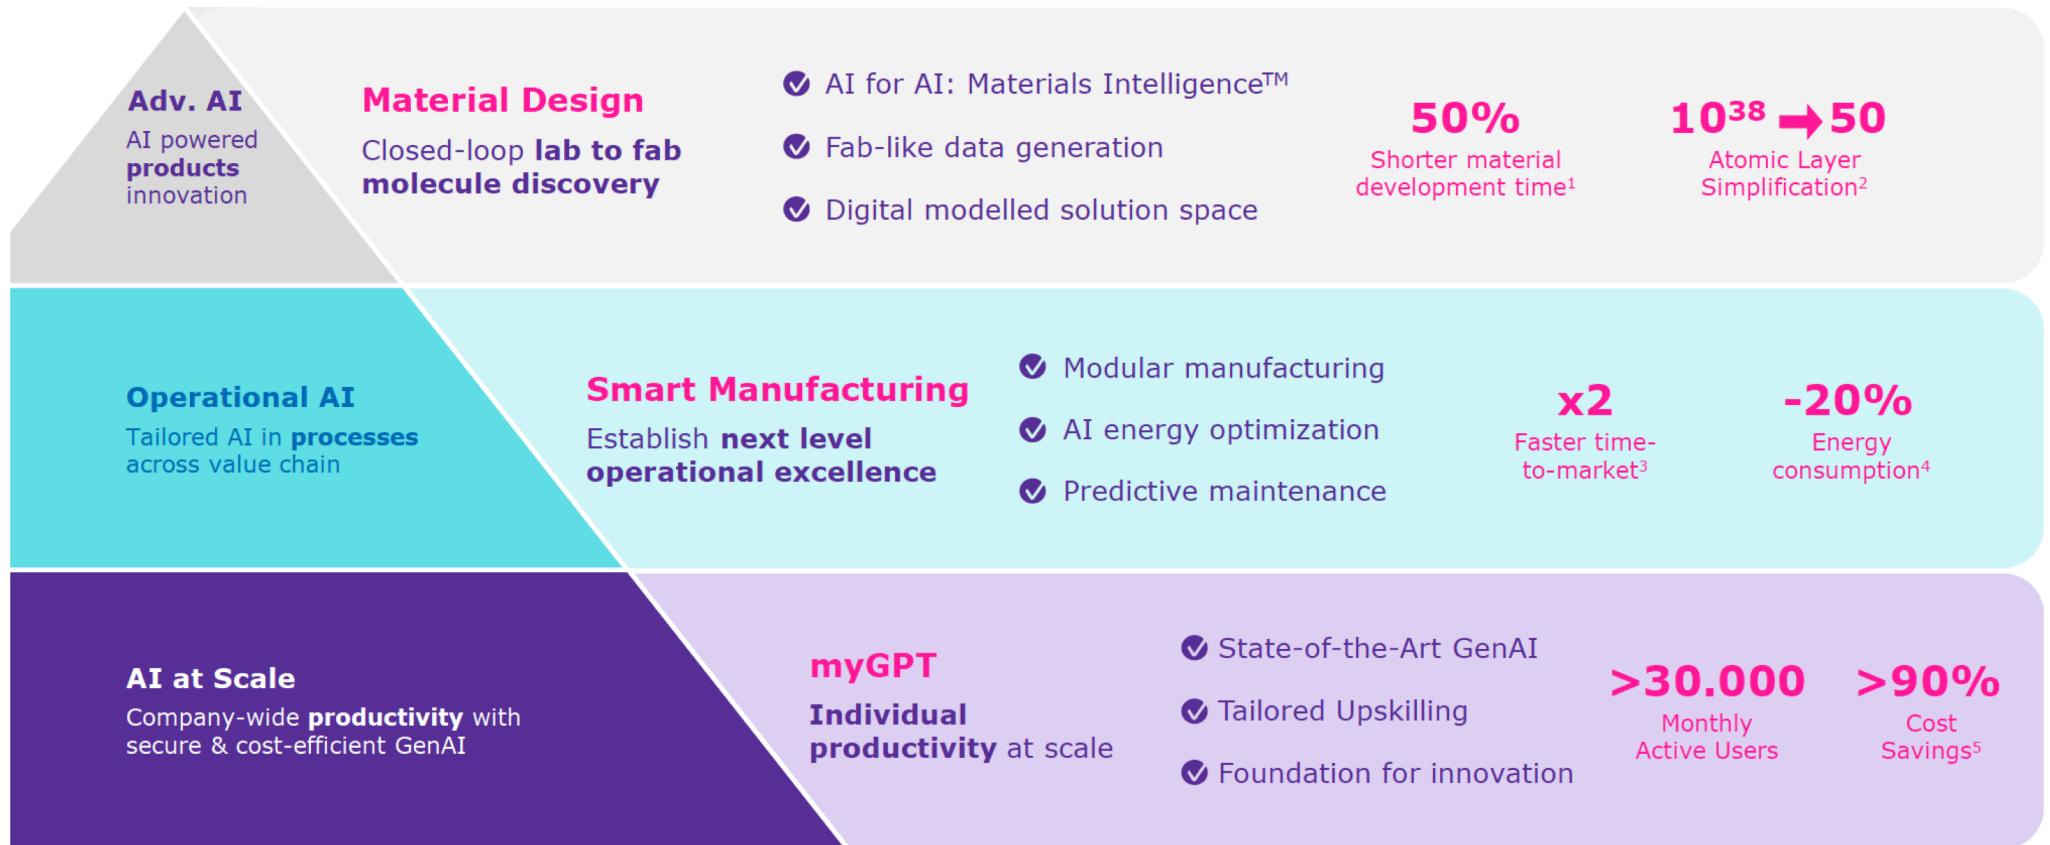 Adv. AI
AI powered
products
innovation
Material Design
Closed-loop lab to fab
molecule discovery
AI for AI: Materials Intelligence™
Fab-like data generation
Digital modelled solution space
50%
Shorter material
development time¹
10³⁸ ➡ 50
Atomic Layer
Simplification²
Operational AI
Tailored AI in processes
across value chain
Smart Manufacturing
Establish next level
operational excellence
Modular manufacturing
AI energy optimization
Predictive maintenance
x2
Faster time-
to-market³
-20%
Energy
consumption⁴
AI at Scale
Company-wide productivity with
secure & cost-efficient GenAI
myGPT
Individual
productivity at scale
State-of-the-Art GenAI
Tailored Upskilling
Foundation for innovation
>30.000
Monthly
Active Users
>90%
Cost
Savings⁵